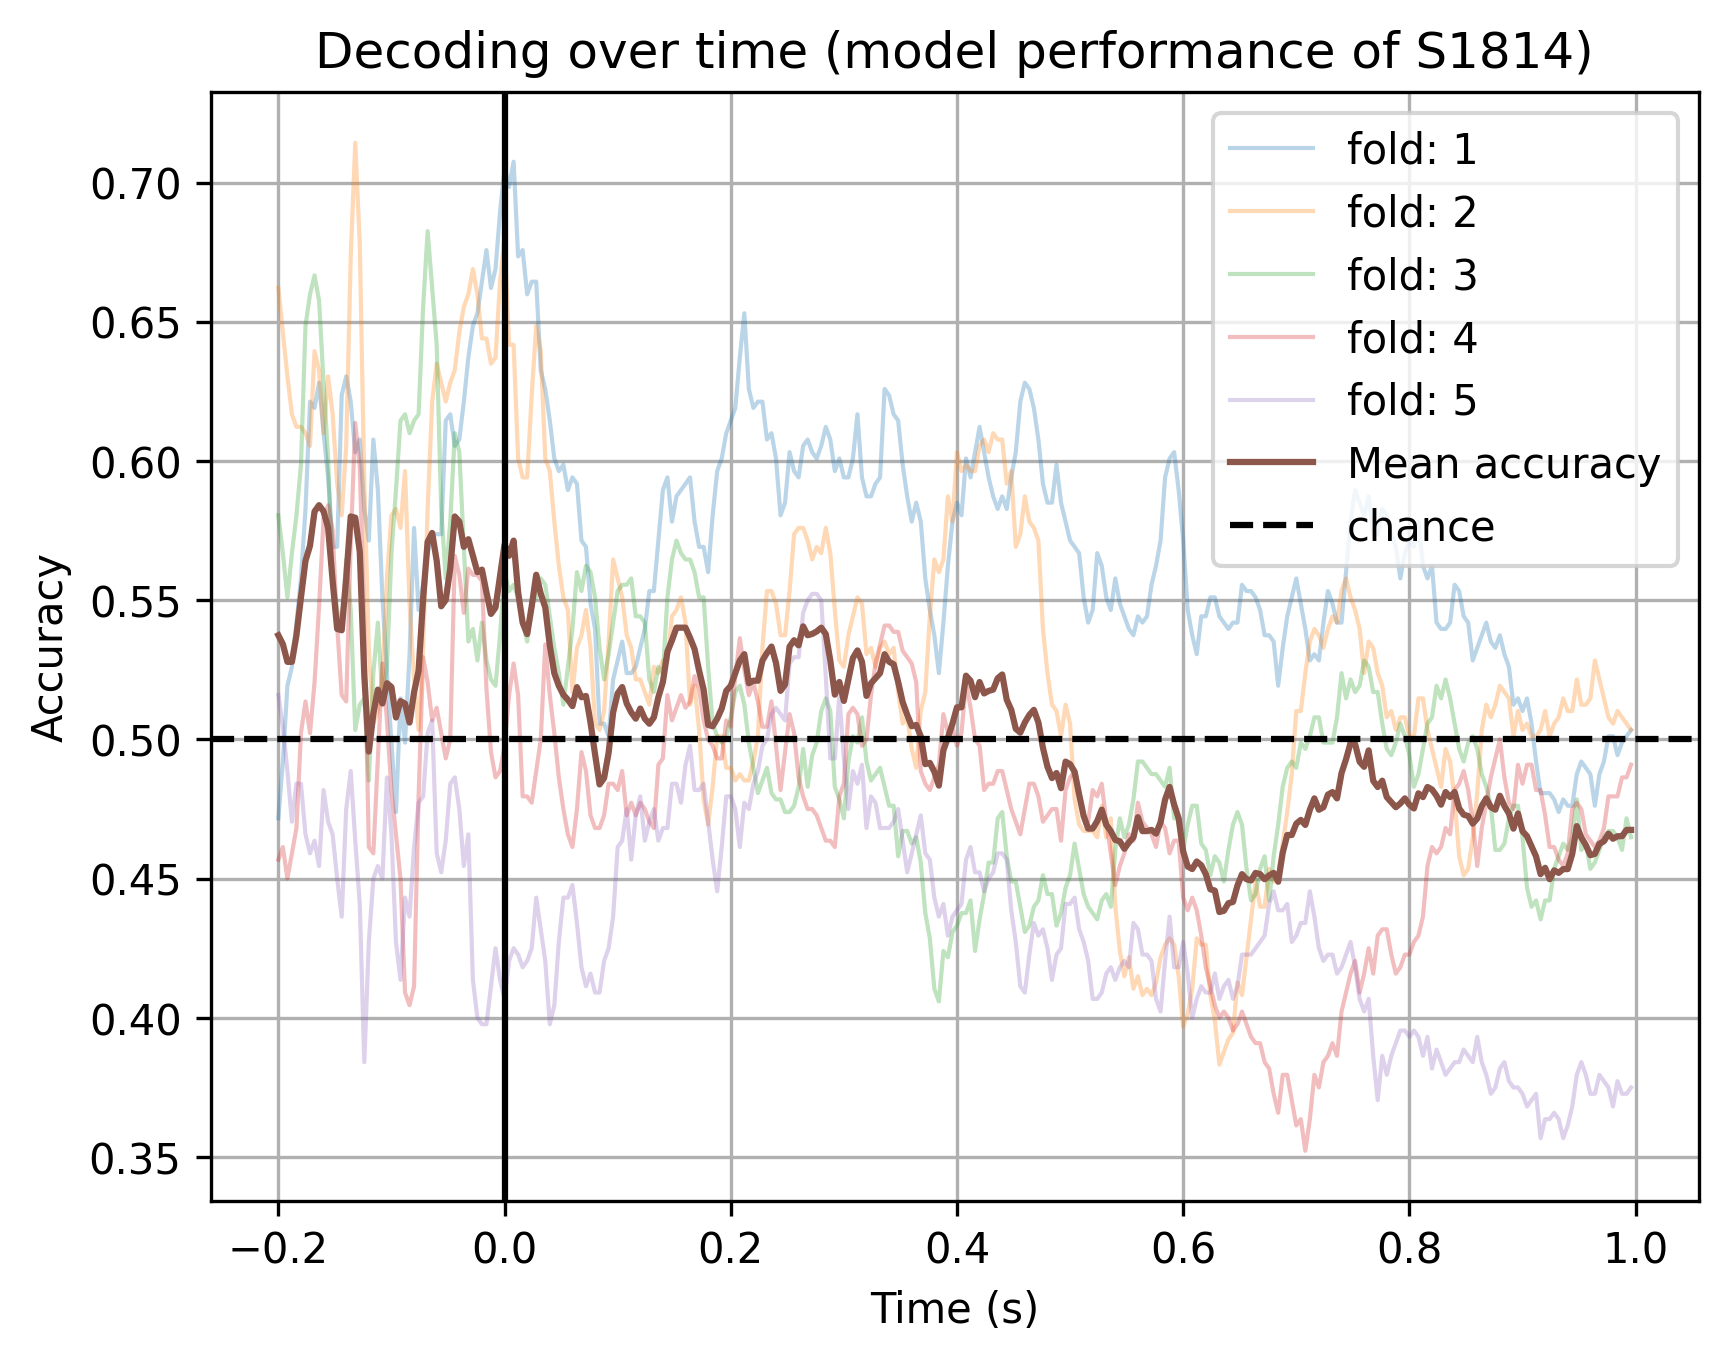 Decoding over time (model performance of S1814)
fold: 1
fold: 2
fold: 3
fold: 4
fold: 5
Mean accuracy
chance
Accuracy
0.70
0.65
0.60
0.55
0.50
0.45
0.40
0.35
−0.2 0.0 0.2 0.4 0.6 0.8 1.0
Time (s)